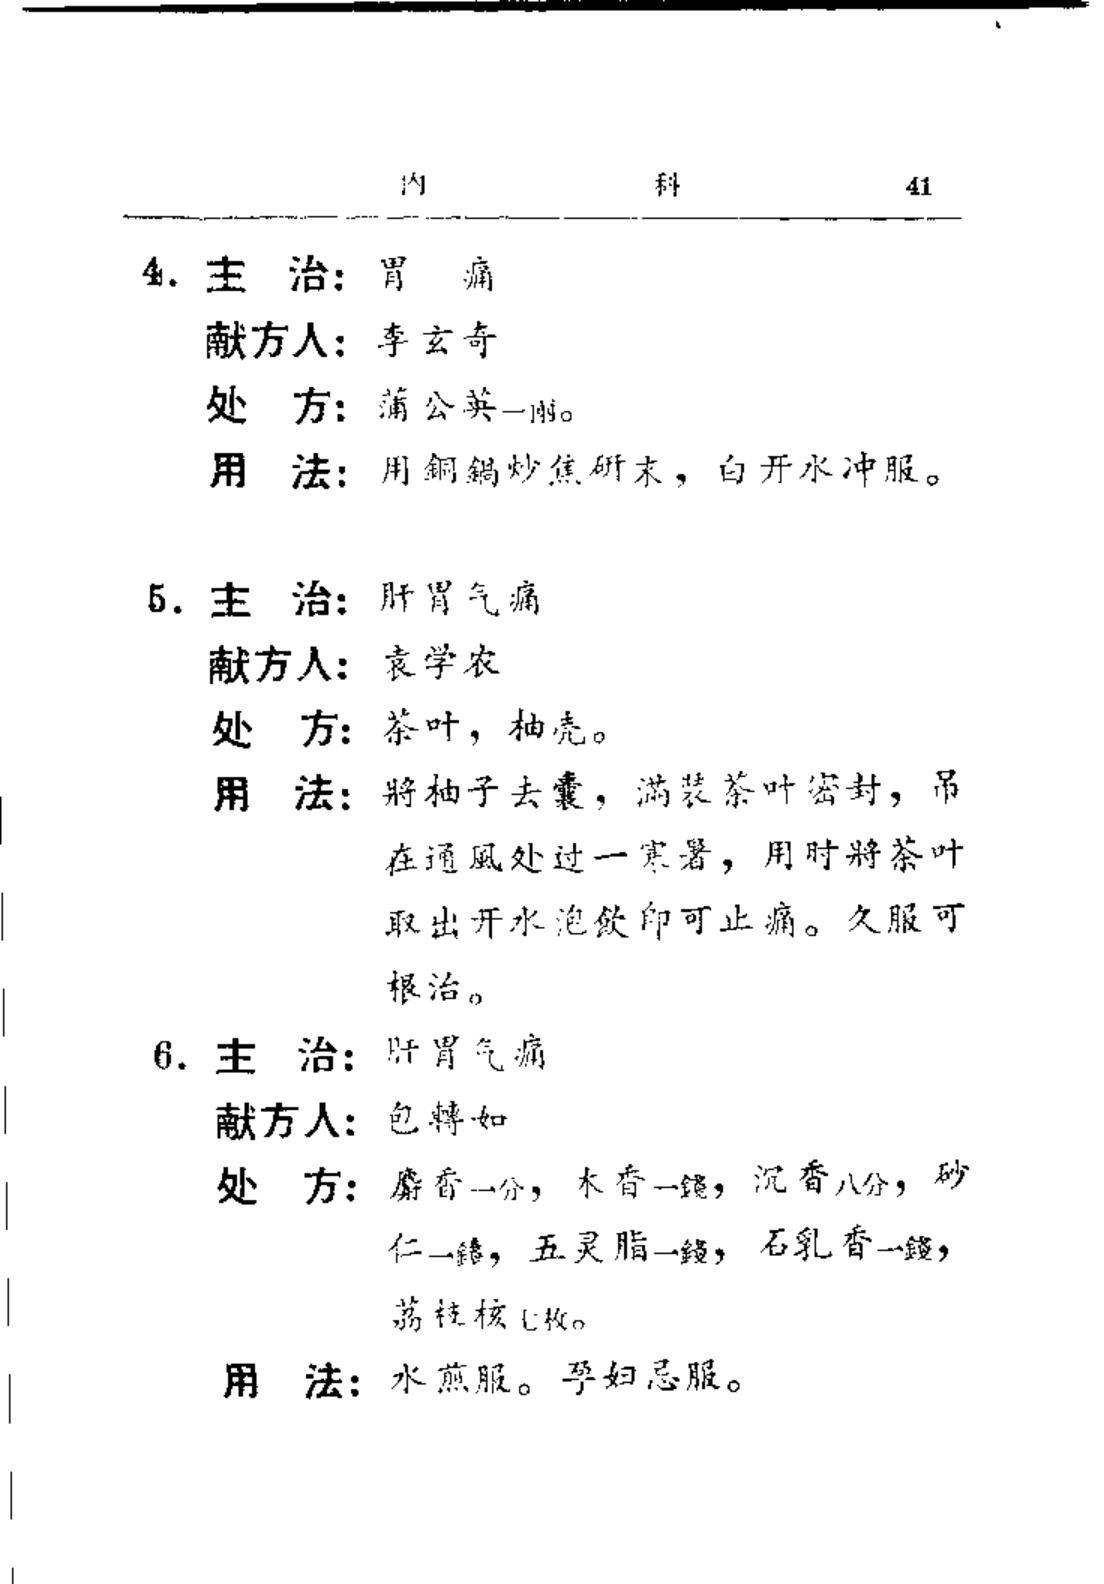 内 科 41
4. 主 治: 胃 痛
献方人: 李玄奇
处 方: 蒲公英一兩。
用 法: 用銅鍋炒焦研末，白开水冲服。
5. 主 治: 肝胃气痛
献方人: 袁学农
处 方: 茶叶，柚壳。
用 法: 將柚子去囊，满装茶叶密封，吊
在通風处过一寒暑，用时將茶叶
取出开水泡飲即可止痛。久服可
根治。
6. 主 治: 肝胃气痛
献方人: 包轉如
处 方: 麝香一分，木香一錢，沉香八分，砂
仁一錢，五灵脂一錢，石乳香一錢，
荔枝核七枚。
用 法: 水煎服。孕妇忌服。